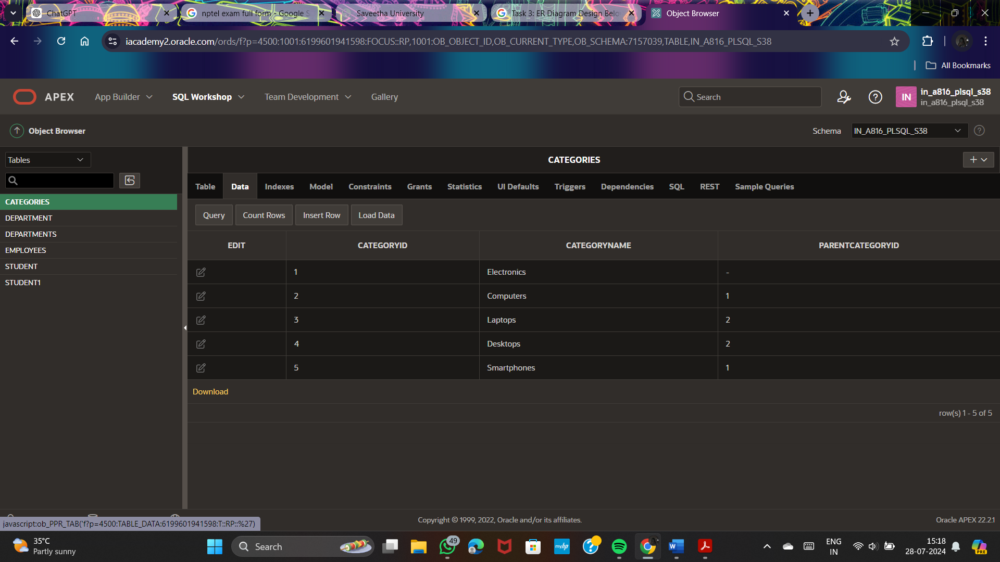 ChatGPT
nptel exam full form - Google S
Saveetha University
Task 3: ER Diagram Design Belo
Object Browser
iacademy2.oracle.com/ords/f?p=4500:1001:6199601941598:FOCUS::RP,1001:OB_OBJECT_ID,OB_CURRENT_TYPE,OB_SCHEMA:7157039,TABLE,IN_A816_PLSQL_S38
All Bookmarks
APEX App Builder SQL Workshop Team Development Gallery Search IN in_a816_plsql_s38
in_a816_plsql_s38
Object Browser Schema IN_A816_PLSQL_S38
Tables
CATEGORIES
DEPARTMENT
DEPARTMENTS
EMPLOYEES
STUDENT
STUDENT1
CATEGORIES
Table Data Indexes Model Constraints Grants Statistics UI Defaults Triggers Dependencies SQL REST Sample Queries
Query Count Rows Insert Row Load Data
EDIT CATEGORYID CATEGORYNAME PARENTCATEGORYID
1 Electronics -
2 Computers 1
3 Laptops 2
4 Desktops 2
5 Smartphones 1
Download
row(s) 1 - 5 of 5
javascript:ob_PPR_TAB('f?p=4500:TABLE_DATA:6199601941598:T::RP::%27)
Copyright © 1999, 2022, Oracle and/or its affiliates.
Oracle APEX 22.2.1
35°C
Partly sunny
Search
49
myhp
ENG
IN
15:18
28-07-2024
PRE